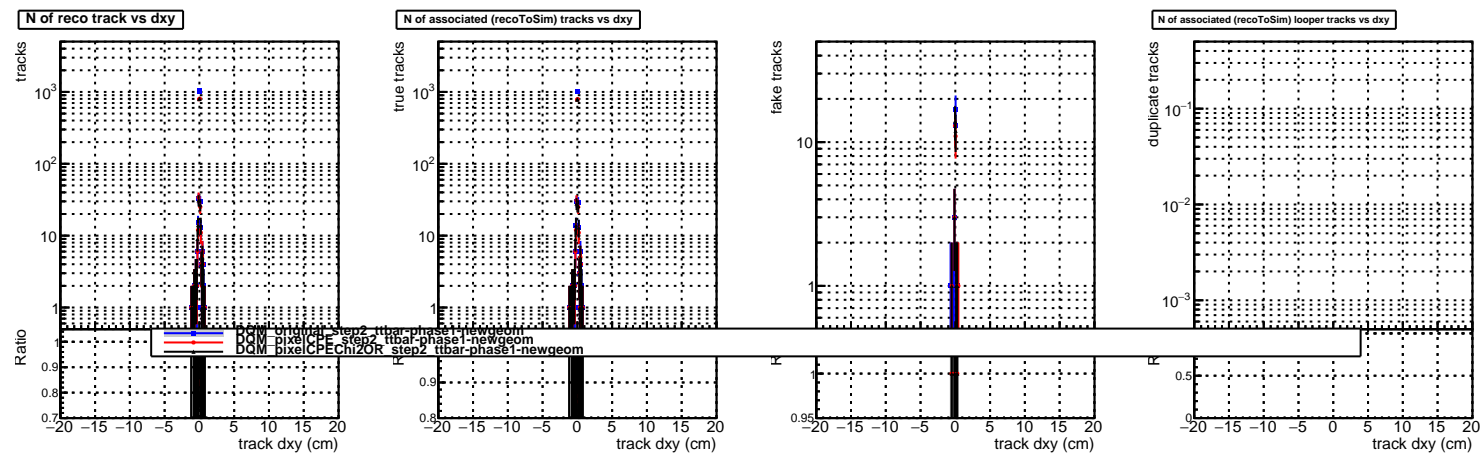 N of reco track vs dxy
tracks
10³
10²
10
1
Ratio
1
0.9
0.8
0.7
−20 −15 −10 −5 0 5 10 15 20
track dxy (cm)
N of associated (recoToSim) tracks vs dxy
true tracks
10³
10²
10
1
0.9
0.8
−20 −15 −10 −5 0 5 10 15 20
track dxy (cm)
fake tracks
10
1
1
0.95
−20 −15 −10 −5 0 5 10 15 20
track dxy (cm)
N of associated (recoToSim) looper tracks vs dxy
duplicate tracks
10⁻¹
10⁻²
10⁻³
0.5
0
−20 −15 −10 −5 0 5 10 15 20
track dxy (cm)
DQM_original_step2_ttbar-phase1-newgeom
DQM_pixelCPE_step2_ttbar-phase1-newgeom
DQM_pixelCPEChi2OR_step2_ttbar-phase1-newgeom